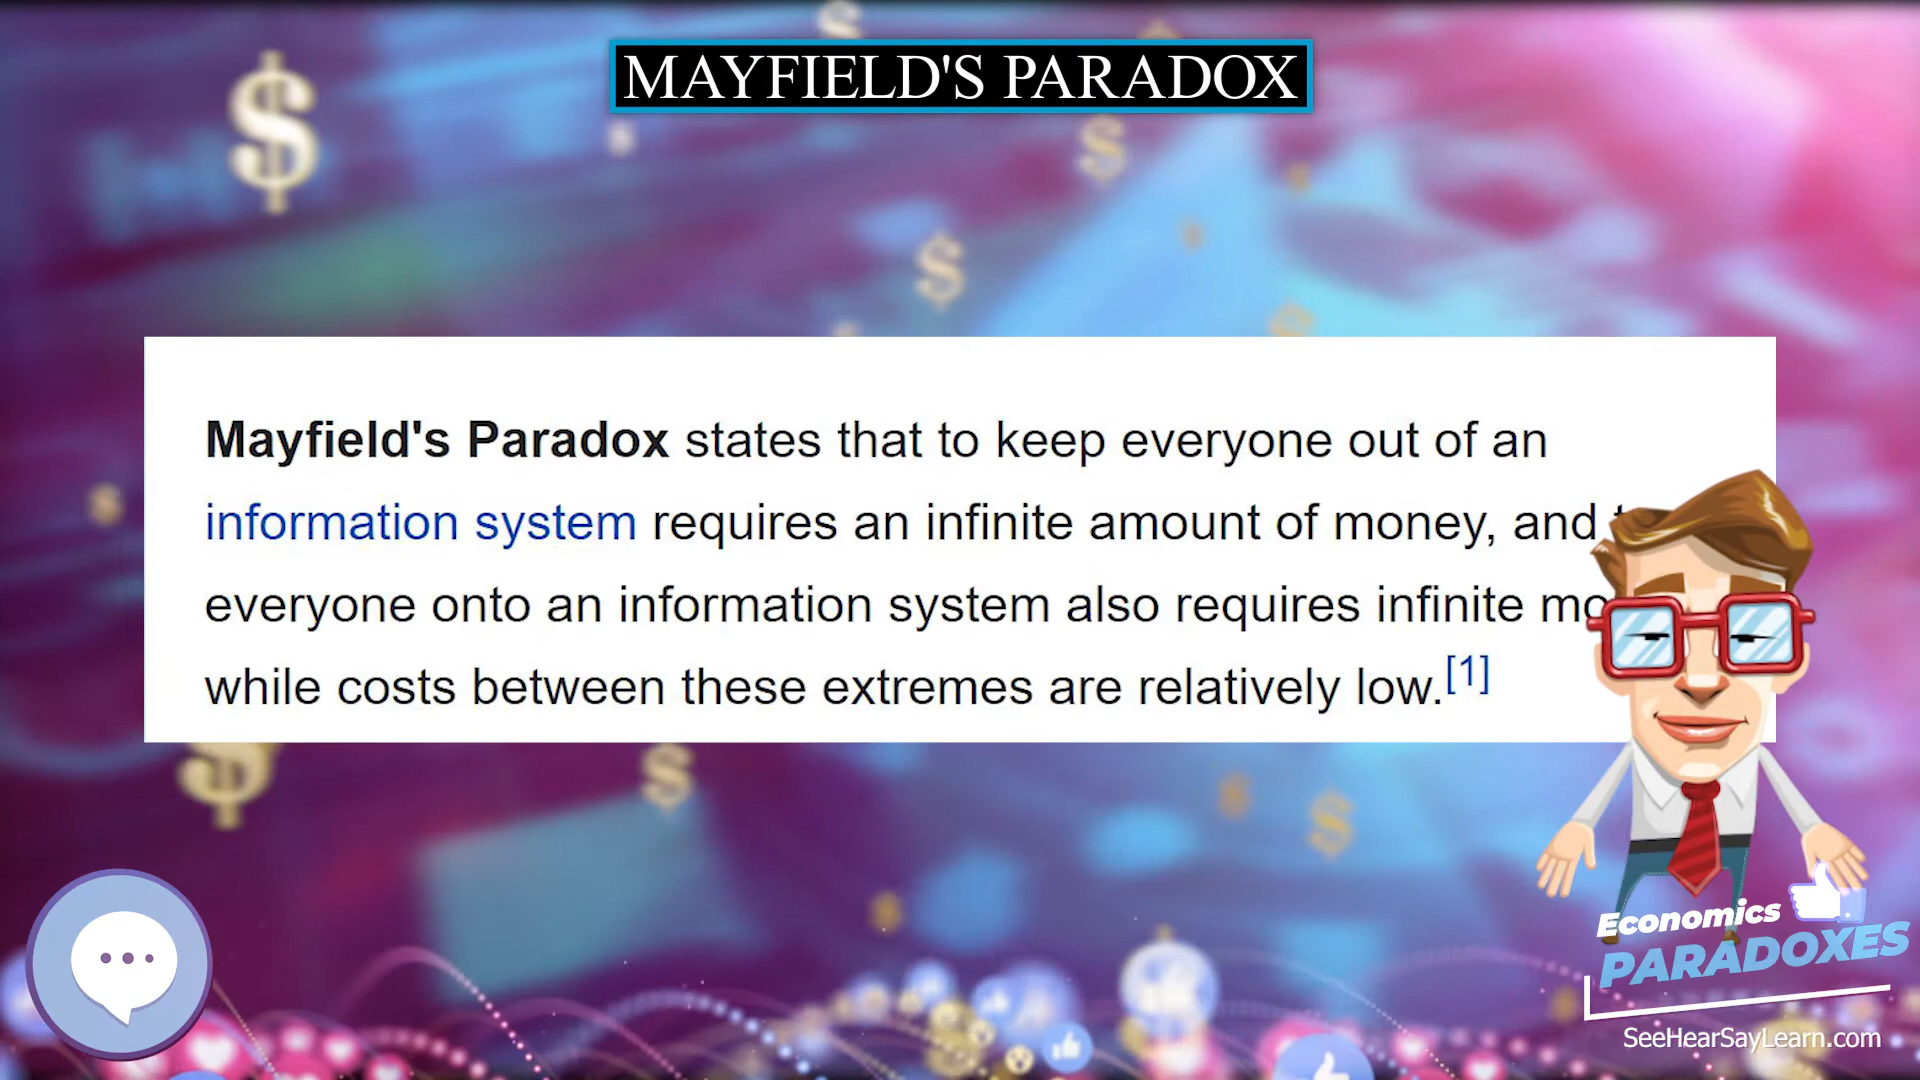 MAYFIELD'S PARADOX
Mayfield's Paradox states that to keep everyone out of an
information system requires an infinite amount of money, and
everyone onto an information system also requires infinite
while costs between these extremes are relatively low.[1]
Economics
PARADOXES
SeeHearSayLearn.com